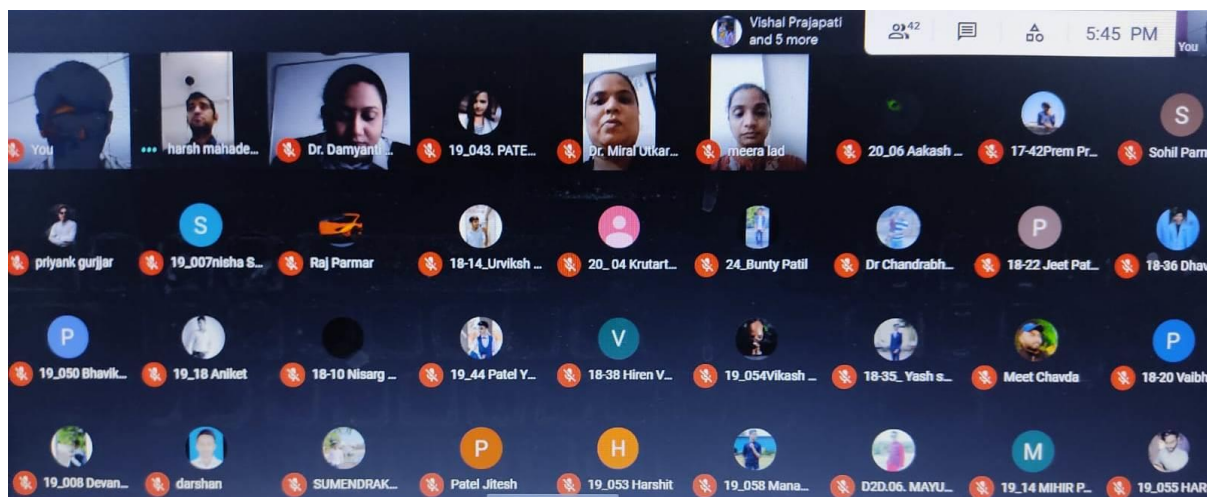 Vishal Prajapati
and 5 more
42
5:45 PM
You
You
harsh mahade...
Dr. Damyanti ...
19_043. PATE...
Dr. Miral Utkar...
meera lad
20_06 Aakash ...
17-42Prem Pr...
S
Sohil Parn
priyank gurjjar
S
19_007nisha S...
Raj Parmar
18-14_Urviksh ...
20_ 04 Krutart...
24_Bunty Patil
Dr Chandrabh...
P
18-22 Jeet Pat...
18-36 Dhav
P
19_050 Bhavik...
19_18 Aniket
18-10 Nisarg ...
19_44 Patel Y...
V
18-38 Hiren V...
19_054Vikash ...
18-35_ Yash s...
Meet Chavda
P
18-20 Vaibh
19_008 Devan...
darshan
SUMENDRAK...
P
Patel Jitesh
H
19_053 Harshit
19_058 Mana...
D2D.06. MAYU...
M
19_14 MIHIR P...
19_055 HAR